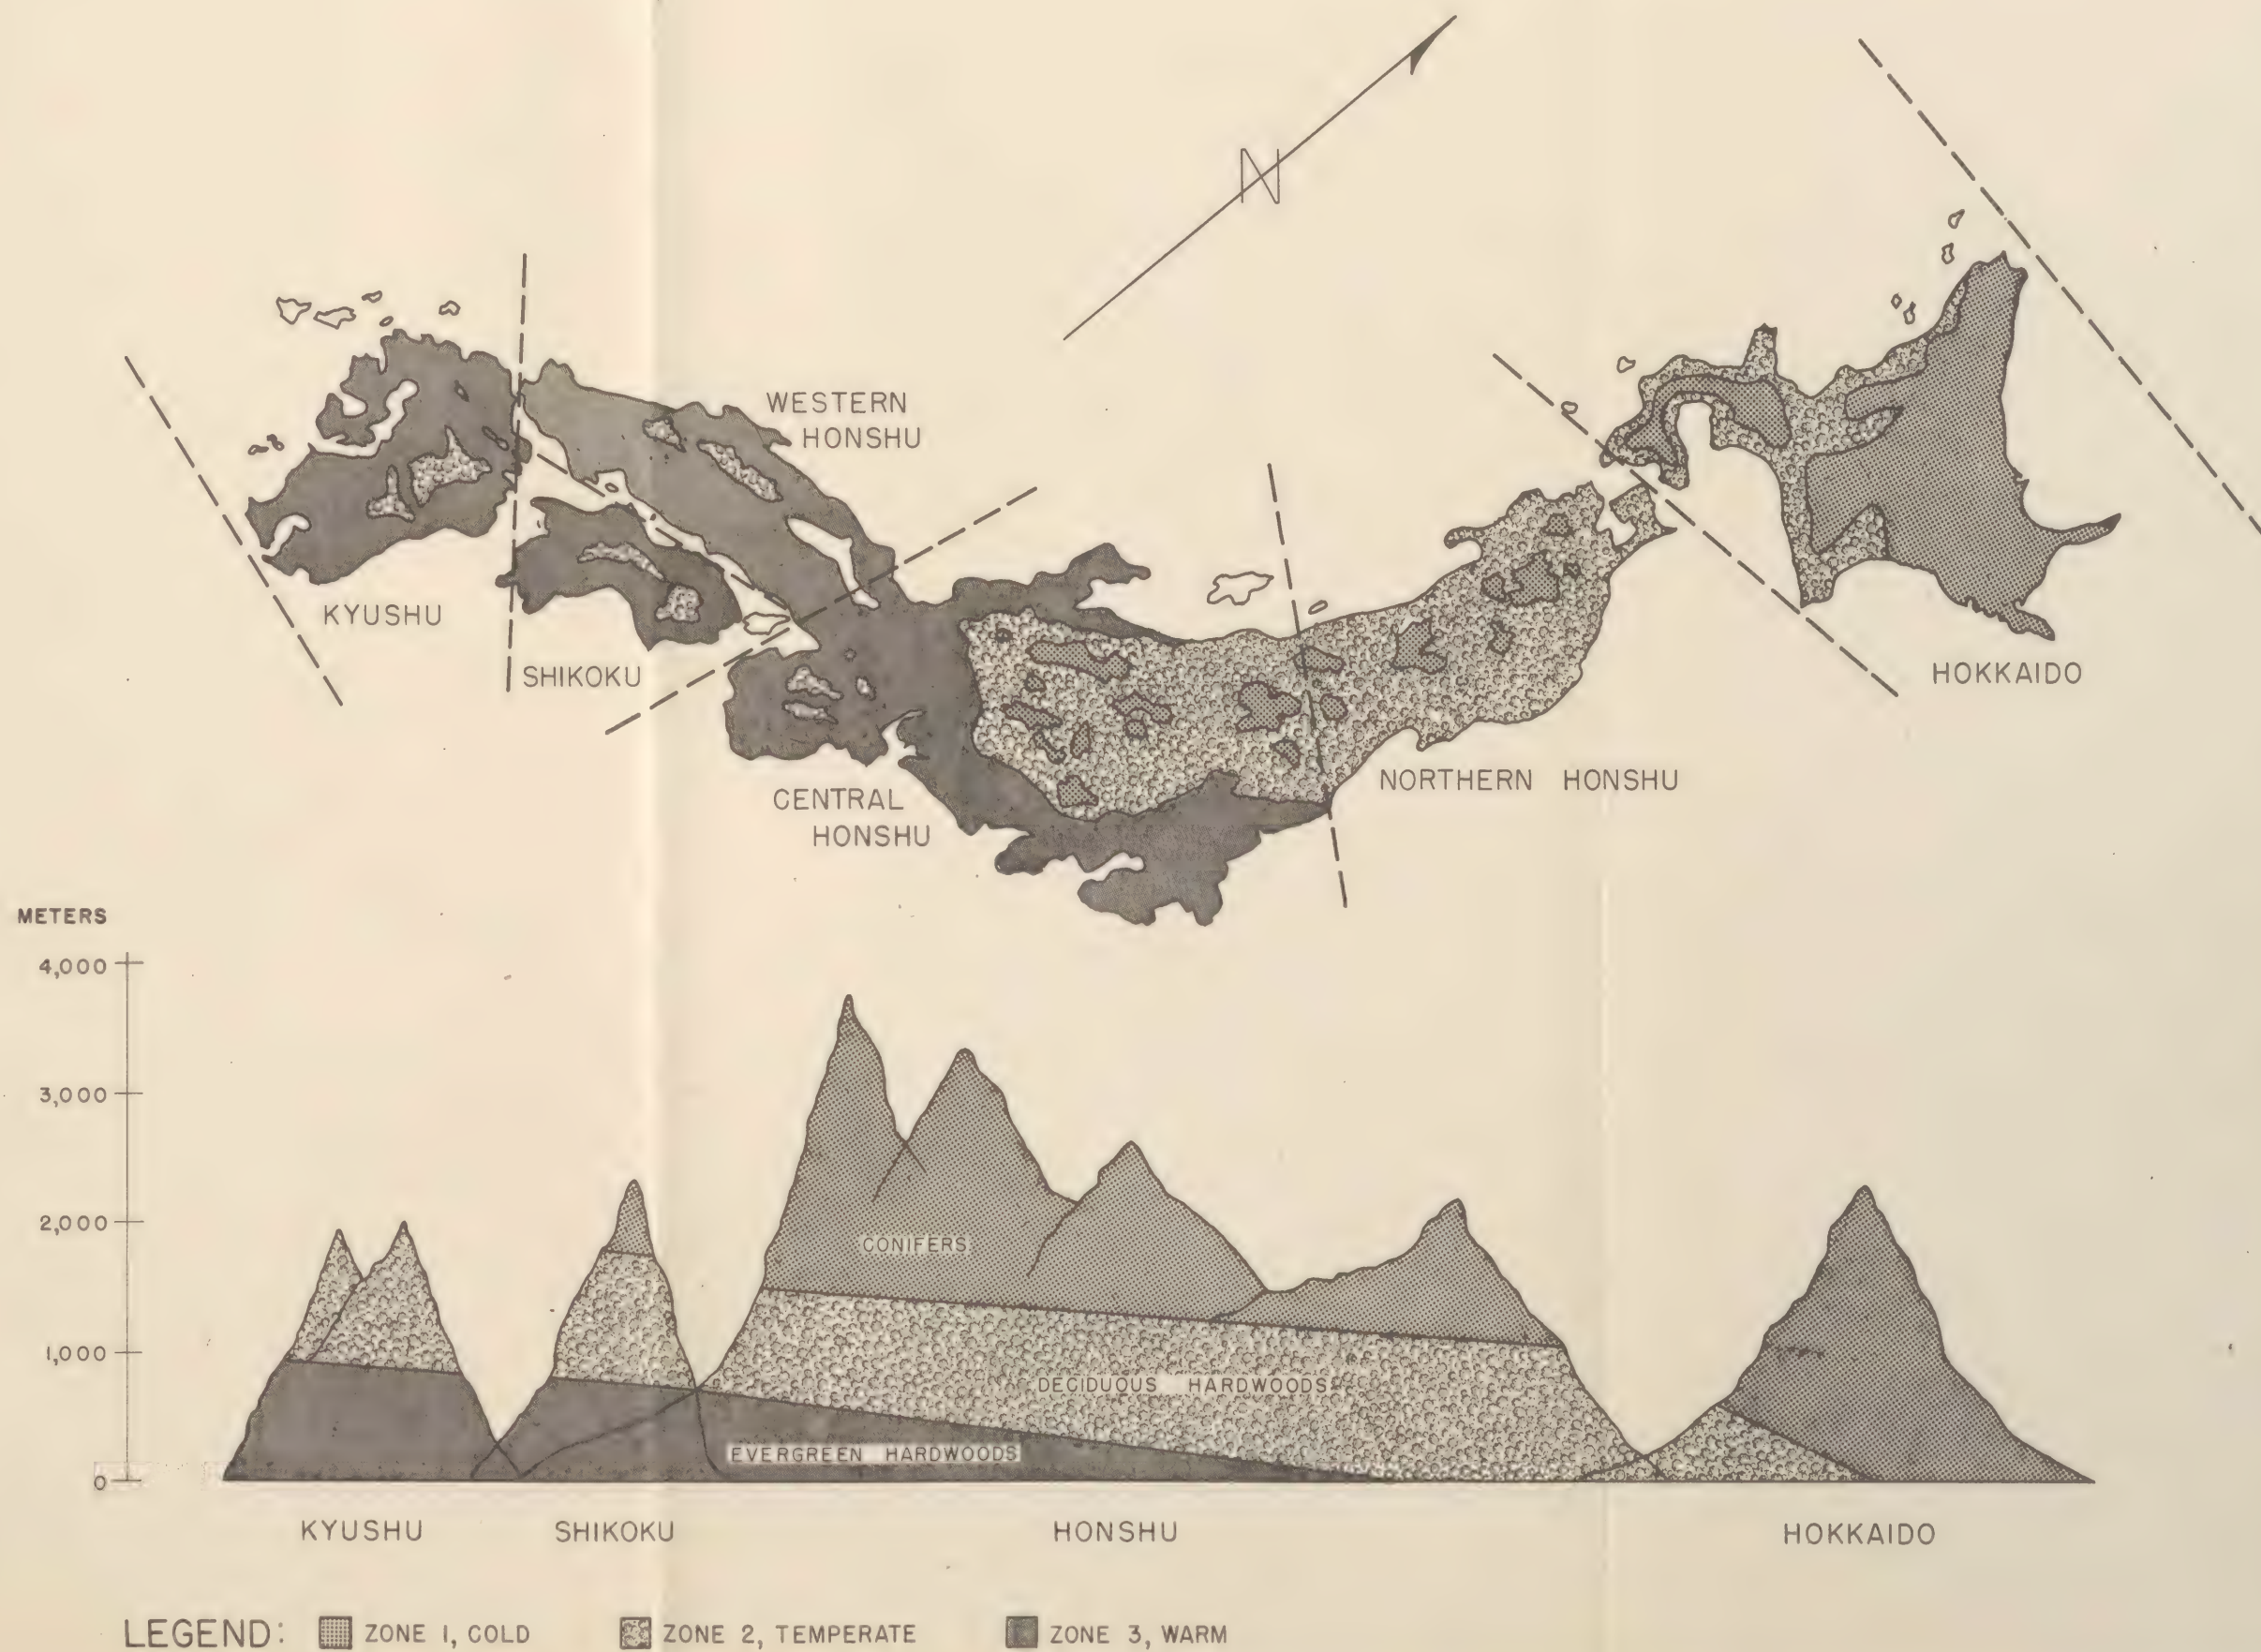 N
WESTERN
HONSHU
KYUSHU
SHIKOKU
HOKKAIDO
CENTRAL
HONSHU
NORTHERN HONSHU
METERS
4,000
3,000
2,000
1,000
0
CONIFERS
DECIDUOUS HARDWOODS
EVERGREEN HARDWOODS
KYUSHU
SHIKOKU
HONSHU
HOKKAIDO
LEGEND:
ZONE 1, COLD
ZONE 2, TEMPERATE
ZONE 3, WARM